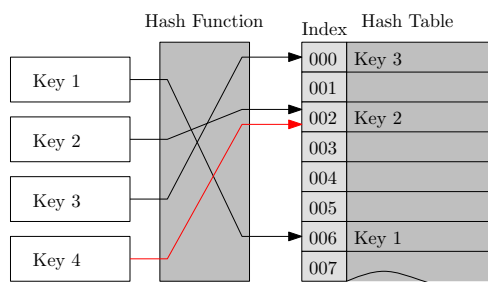 Hash Function
Index Hash Table
Key 1
Key 2
Key 3
Key 4
000 Key 3
001
002 Key 2
003
004
005
006 Key 1
007